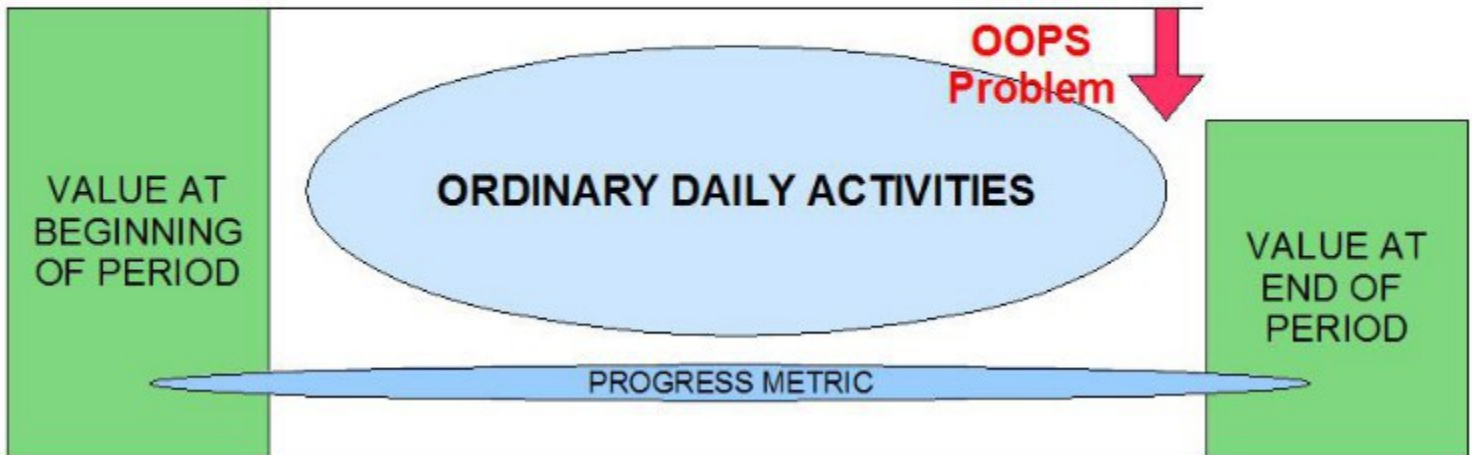 OOPS
Problem
VALUE AT
BEGINNING
OF PERIOD
ORDINARY DAILY ACTIVITIES
VALUE AT
END OF
PERIOD
PROGRESS METRIC